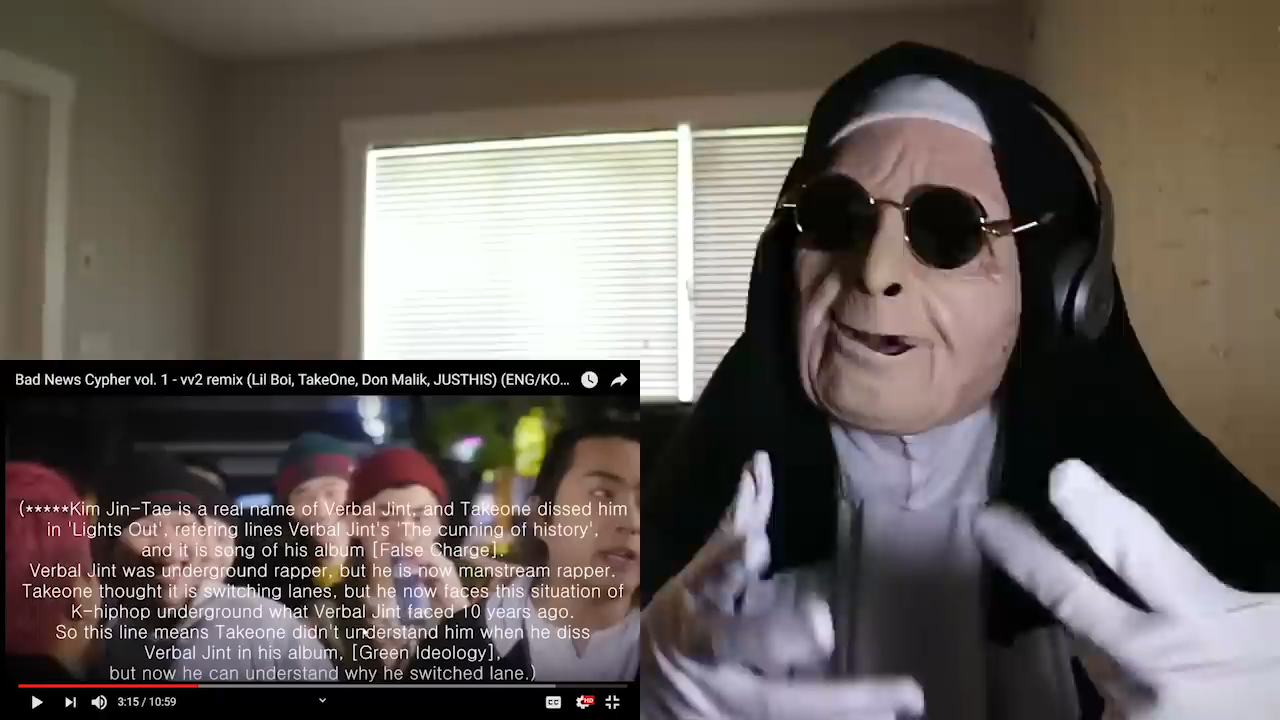 Bad News Cypher vol. 1 - vv2 remix (Lil Boi, TakeOne, Don Malik, JUSTHIS) (ENG/KO...
(*****Kim Jin-Tae is a real name of Verbal Jint, and Takeone dissed him
in 'Lights Out', refering lines Verbal Jint's 'The cunning of history',
and it is song of his album [False Charge].
Verbal Jint was underground rapper, but he is now manstream rapper.
Takeone thought it is switching lanes, but he now faces this situation of
K-hiphop underground what Verbal Jint faced 10 years ago.
So this line means Takeone didn't understand him when he diss
Verbal Jint in his album, [Green Ideology],
but now he can understand why he switched lane.)
3:15 / 10:59
CC
HD